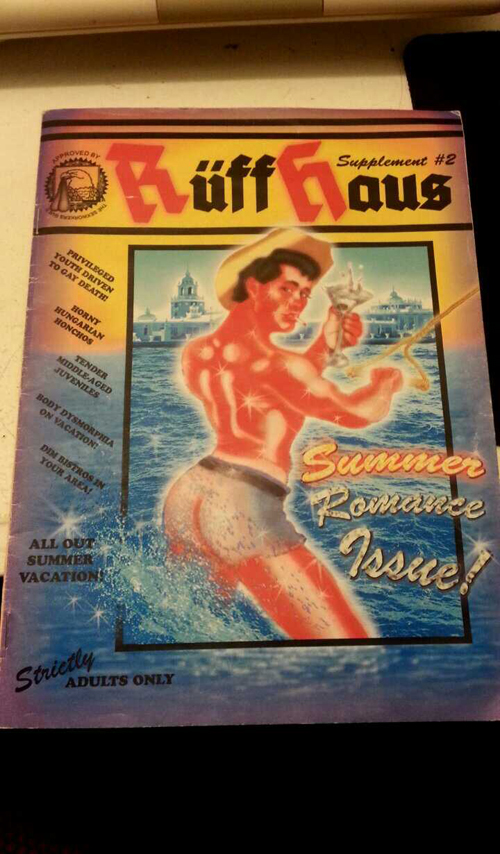 APPROVED BY
Rüff Haus
Supplement #2
PRIVILEGED
YOUTH DRIVEN
TO GAY DEATH!
HORNY
HUNGARIAN
HONCHOS
TENDER
MIDDLE-AGED
JUVENILES
BODY DYSMORPHIA
ON VACATION!
DIM BISTROS IN
YOUR AREA!
ALL OUT
SUMMER
VACATION!
Summer
Romance
Issue!
Strictly
ADULTS ONLY